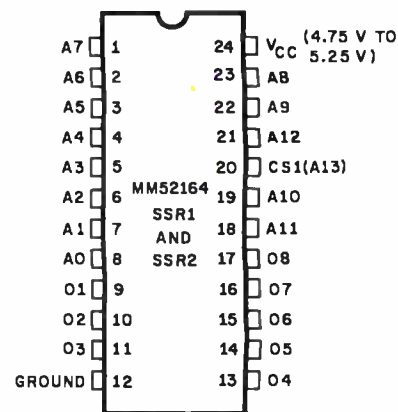 A7 1 24 VCC (4.75 V TO
5.25 V)
A6 2 23 A8
A5 3 22 A9
A4 4 21 A12
A3 5 20 CS1(A13)
A2 6 MM52164 19 A10
A1 7 SSR1 18 A11
AND
A0 8 SSR2 17 O8
O1 9 16 O7
O2 10 15 O6
O3 11 14 O5
GROUND 12 13 O4